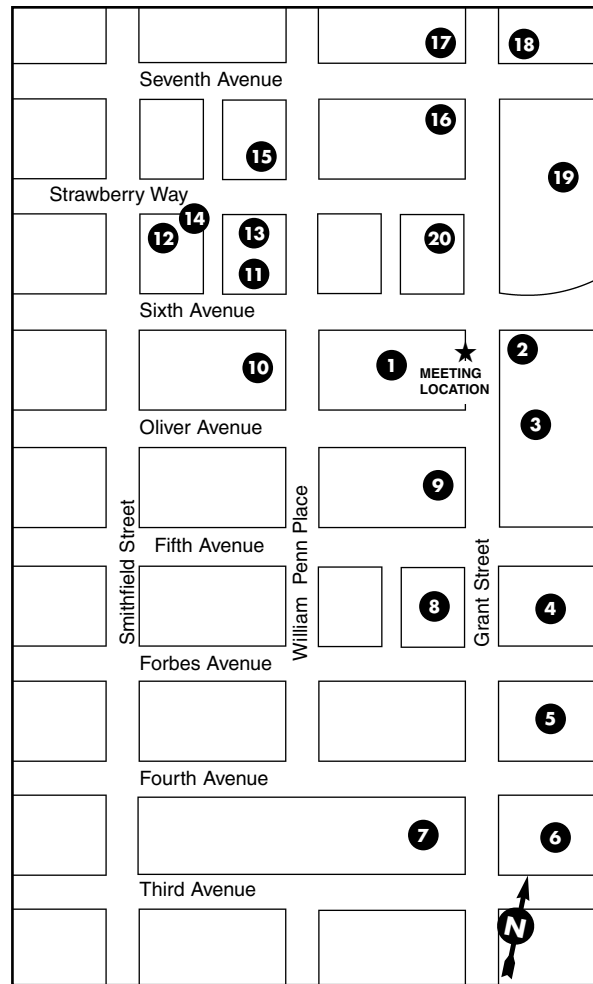 17
18
Seventh Avenue
16
15
19
Strawberry Way
14
12
13
20
11
Sixth Avenue
2
1
MEETING
LOCATION
10
3
Oliver Avenue
9
Smithfield Street
William Penn Place
Grant Street
Fifth Avenue
8
4
Forbes Avenue
5
Fourth Avenue
7
6
Third Avenue
N